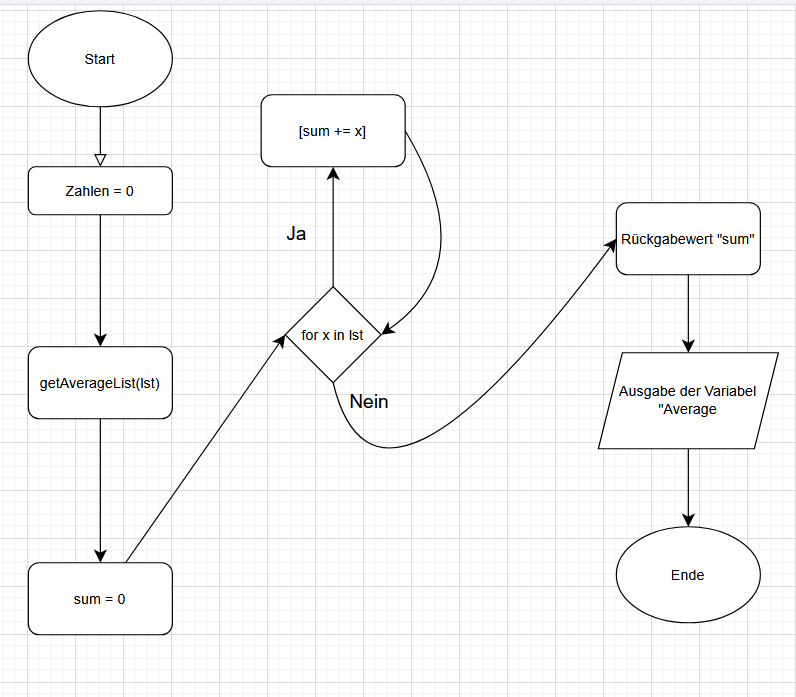 Start
Zahlen = 0
getAverageList(lst)
sum = 0
[sum += x]
Ja
for x in lst
Nein
Rückgabewert "sum"
Ausgabe der Variabel
"Average
Ende